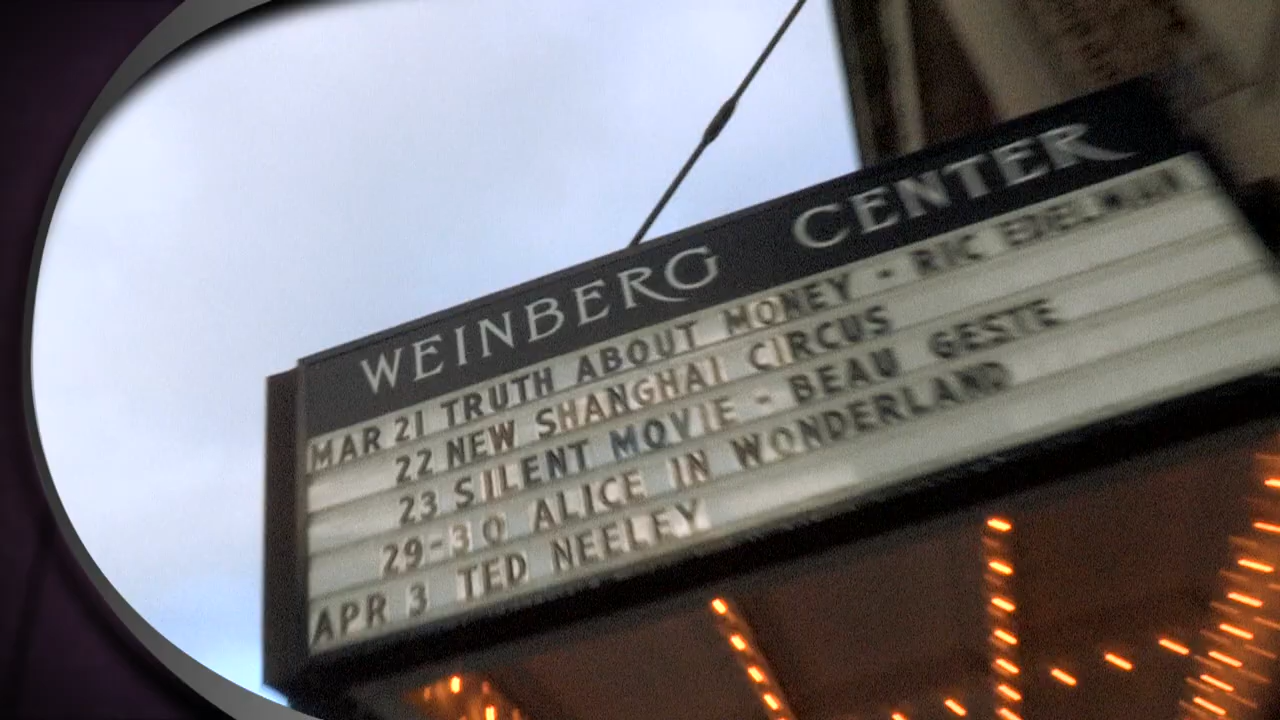 WEINBERG CENTER
MAR 21 TRUTH ABOUT MONEY - RIC EDELMAN
22 NEW SHANGHAI CIRCUS
23 SILENT MOVIE - BEAU GESTE
29-30 ALICE IN WONDERLAND
APR 3 TED NEELEY